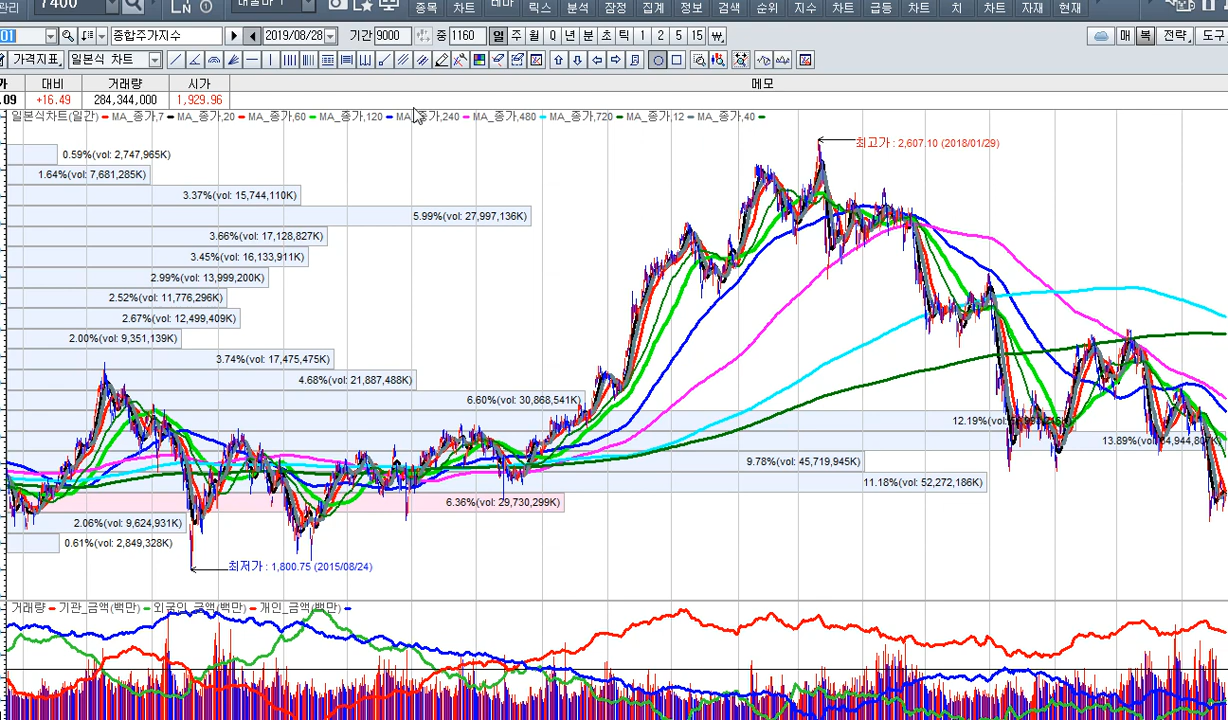 관리 7400 LN 종목 차트 테마 릭스 분석 잠정 집계 정보 검색 순위 지수 차트 급등 차트 치 차트 자재 현재
01 종합주가지수 2019/08/28 기간 9000 중 1160 일 주 월 Q 년 분 초 틱 1 2 5 15 매 복 전략, 도구
가격지표, 일본식 차트
가 대비 거래량 시가 메모
.09 +16.49 284,344,000 1,929.96
일본식차트(일간) MA_종가,7 MA_종가,20 MA_종가,60 MA_종가,120 MA_종가,240 MA_종가,480 MA_종가,720 MA_종가,12 MA_종가,40
최고가 : 2,607.10 (2018/01/29)
0.59%(vol: 2,747,965K)
1.64%(vol: 7,681,285K)
3.37%(vol: 15,744,110K)
5.99%(vol: 27,997,136K)
3.66%(vol: 17,128,827K)
3.45%(vol: 16,133,911K)
2.99%(vol: 13,999,200K)
2.52%(vol: 11,776,296K)
2.67%(vol: 12,499,409K)
2.00%(vol: 9,351,139K)
3.74%(vol: 17,475,475K)
4.68%(vol: 21,887,488K)
6.60%(vol: 30,868,541K)
12.19%(vol:
13.89%(vol:
9.78%(vol: 45,719,945K)
11.18%(vol: 52,272,186K)
6.36%(vol: 29,730,299K)
2.06%(vol: 9,624,931K)
0.61%(vol: 2,849,328K)
최저가 : 1,800.75 (2015/08/24)
거래량 기관_금액(백만) 외국인_금액(백만) 개인_금액(백만)